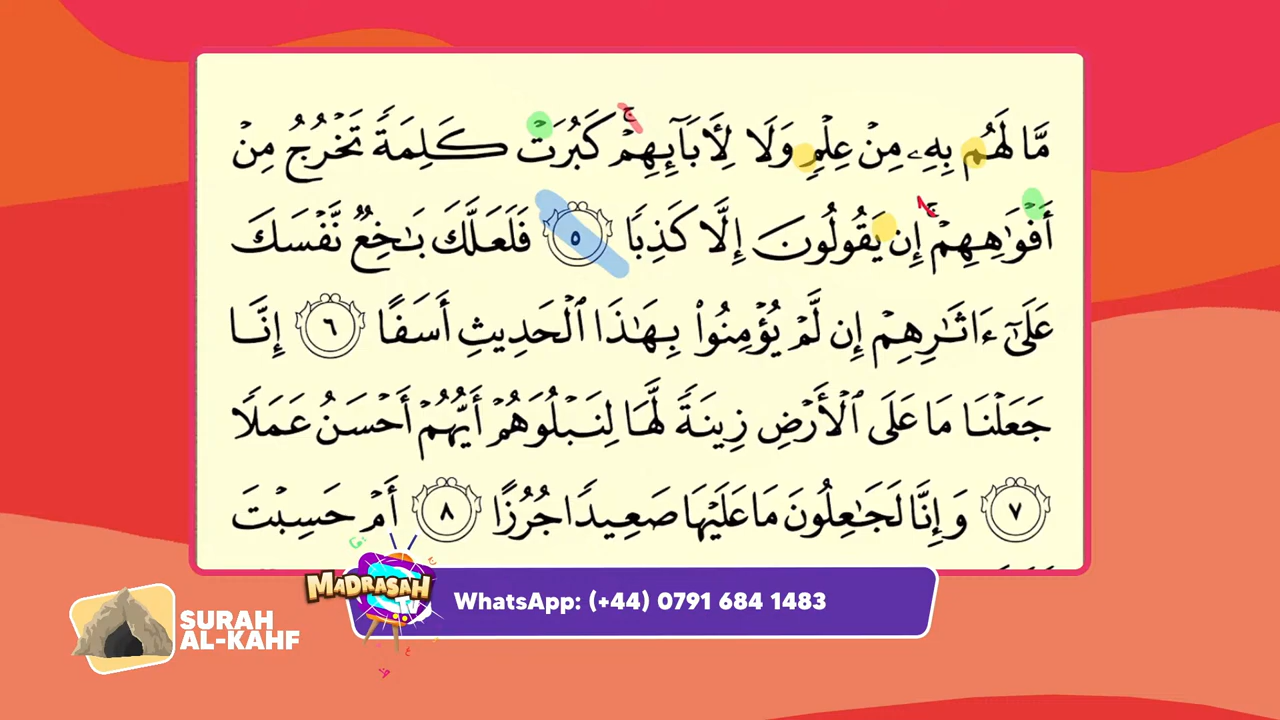 مَّا لَهُم بِهِۦ مِنْ عِلْمٍ وَلَا لِأَبَآئِهِمْ ۚ كَبُرَتْ كَلِمَةً تَخْرُجُ مِنْ
أَفْوَٰهِهِمْ ۚ إِن يَقُولُونَ إِلَّا كَذِبًا ٥ فَلَعَلَّكَ بَـٰخِعٌ نَّفْسَكَ
عَلَىٰٓ ءَاثَـٰرِهِمْ إِن لَّمْ يُؤْمِنُوا۟ بِهَـٰذَا ٱلْحَدِيثِ أَسَفًا ٦ إِنَّا
جَعَلْنَا مَا عَلَى ٱلْأَرْضِ زِينَةً لَّهَا لِنَبْلُوَهُمْ أَيُّهُمْ أَحْسَنُ عَمَلًا
٧ وَإِنَّا لَجَـٰعِلُونَ مَا عَلَيْهَا صَعِيدًا جُرُزًا ٨ أَمْ حَسِبْتَ
MADRASAH TV
WhatsApp: (+44) 0791 684 1483
SURAH
AL-KAHF